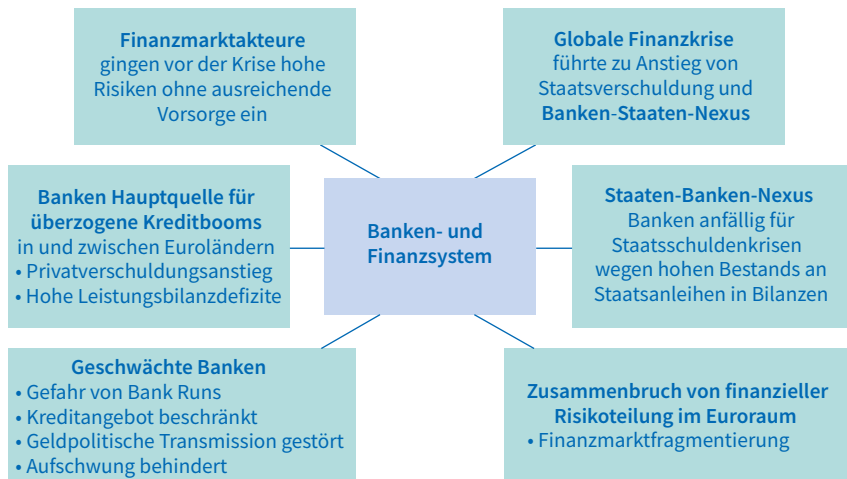 Finanzmarktakteure
gingen vor der Krise hohe
Risiken ohne ausreichende
Vorsorge ein
Globale Finanzkrise
führte zu Anstieg von
Staatsverschuldung und
Banken-Staaten-Nexus
Banken Hauptquelle für
überzogene Kreditbooms
in und zwischen Euroländern
• Privatverschuldungsanstieg
• Hohe Leistungsbilanzdefizite
Banken- und
Finanzsystem
Staaten-Banken-Nexus
Banken anfällig für
Staatsschuldenkrisen
wegen hohen Bestands an
Staatsanleihen in Bilanzen
Geschwächte Banken
• Gefahr von Bank Runs
• Kreditangebot beschränkt
• Geldpolitische Transmission gestört
• Aufschwung behindert
Zusammenbruch von finanzieller
Risikoteilung im Euroraum
• Finanzmarktfragmentierung